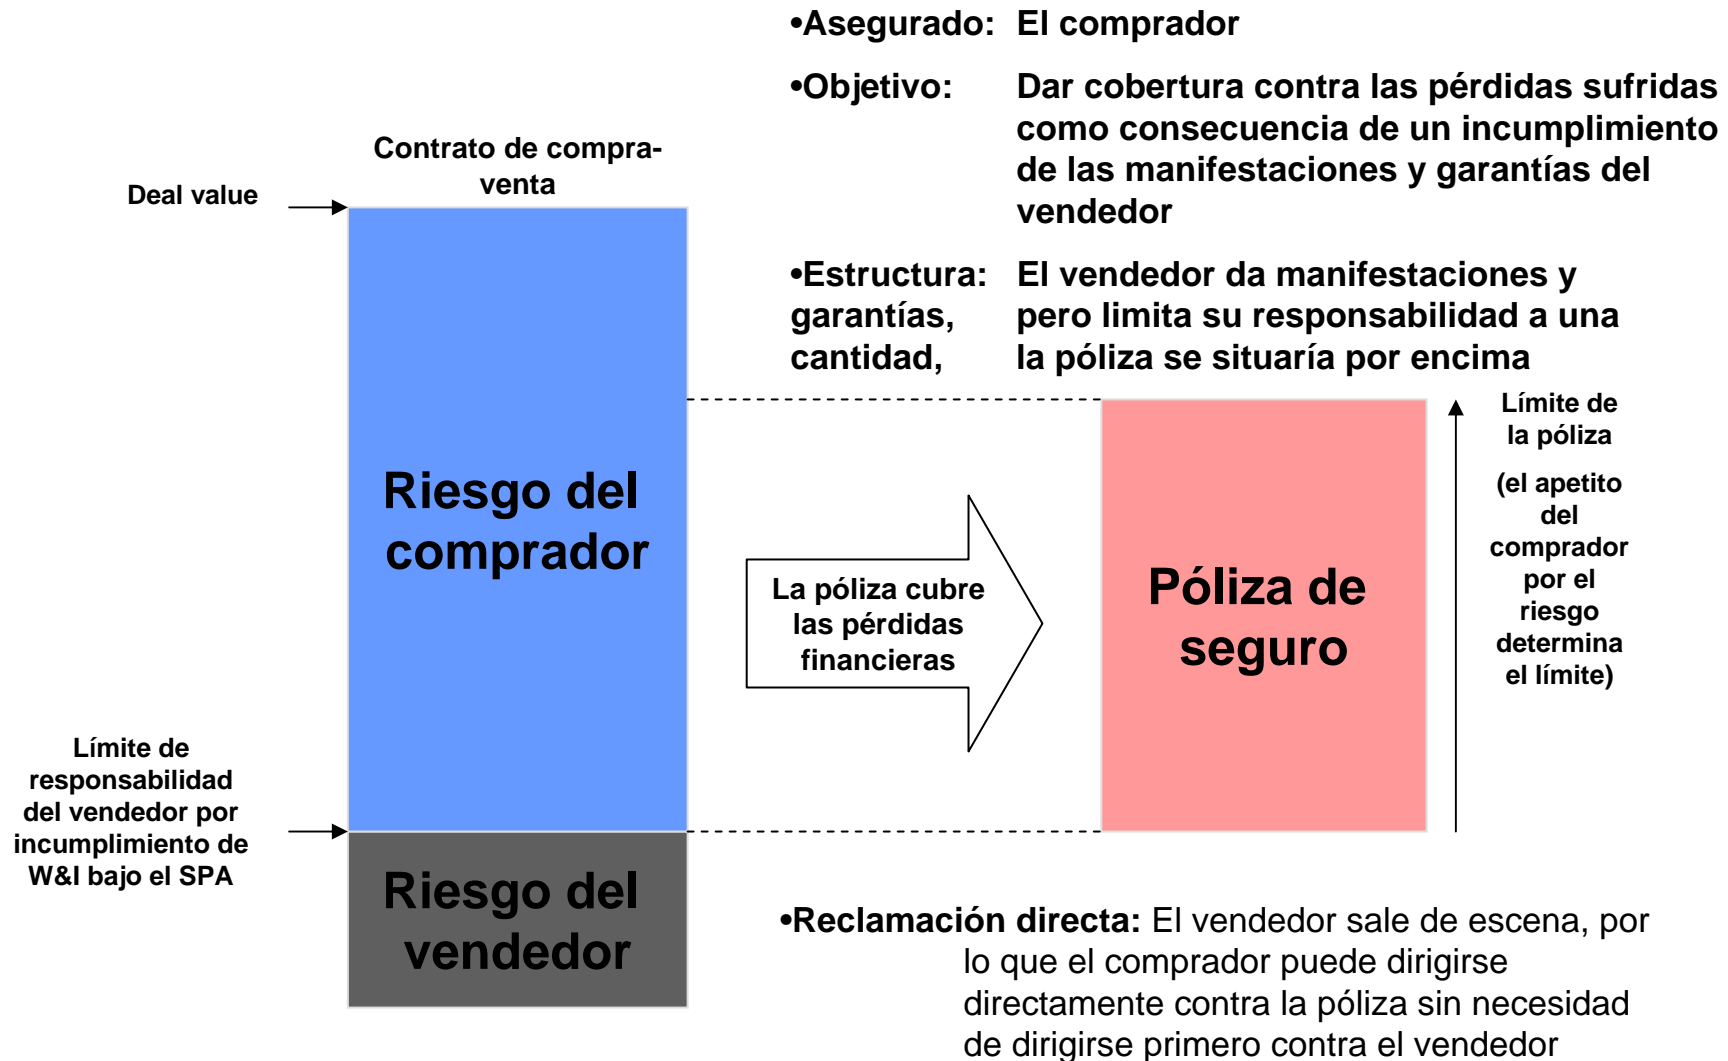 •Asegurado: El comprador
•Objetivo: Dar cobertura contra las pérdidas sufridas
como consecuencia de un incumplimiento
de las manifestaciones y garantías del
vendedor
•Estructura: El vendedor da manifestaciones y
garantías, pero limita su responsabilidad a una
cantidad, la póliza se situaría por encima
Contrato de compra-
venta
Deal value
Riesgo del
comprador
La póliza cubre
las pérdidas
financieras
Póliza de
seguro
Límite de
la póliza
(el apetito
del
comprador
por el
riesgo
determina
el límite)
Límite de
responsabilidad
del vendedor por
incumplimiento de
W&I bajo el SPA
Riesgo del
vendedor
•Reclamación directa: El vendedor sale de escena, por
lo que el comprador puede dirigirse
directamente contra la póliza sin necesidad
de dirigirse primero contra el vendedor